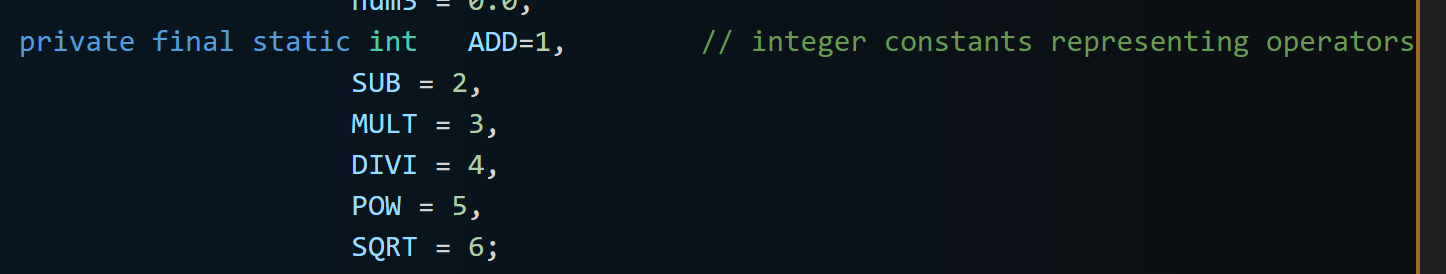 num3 = 0.0,
private final static int ADD=1, // integer constants representing operators
SUB = 2,
MULT = 3,
DIVI = 4,
POW = 5,
SQRT = 6;